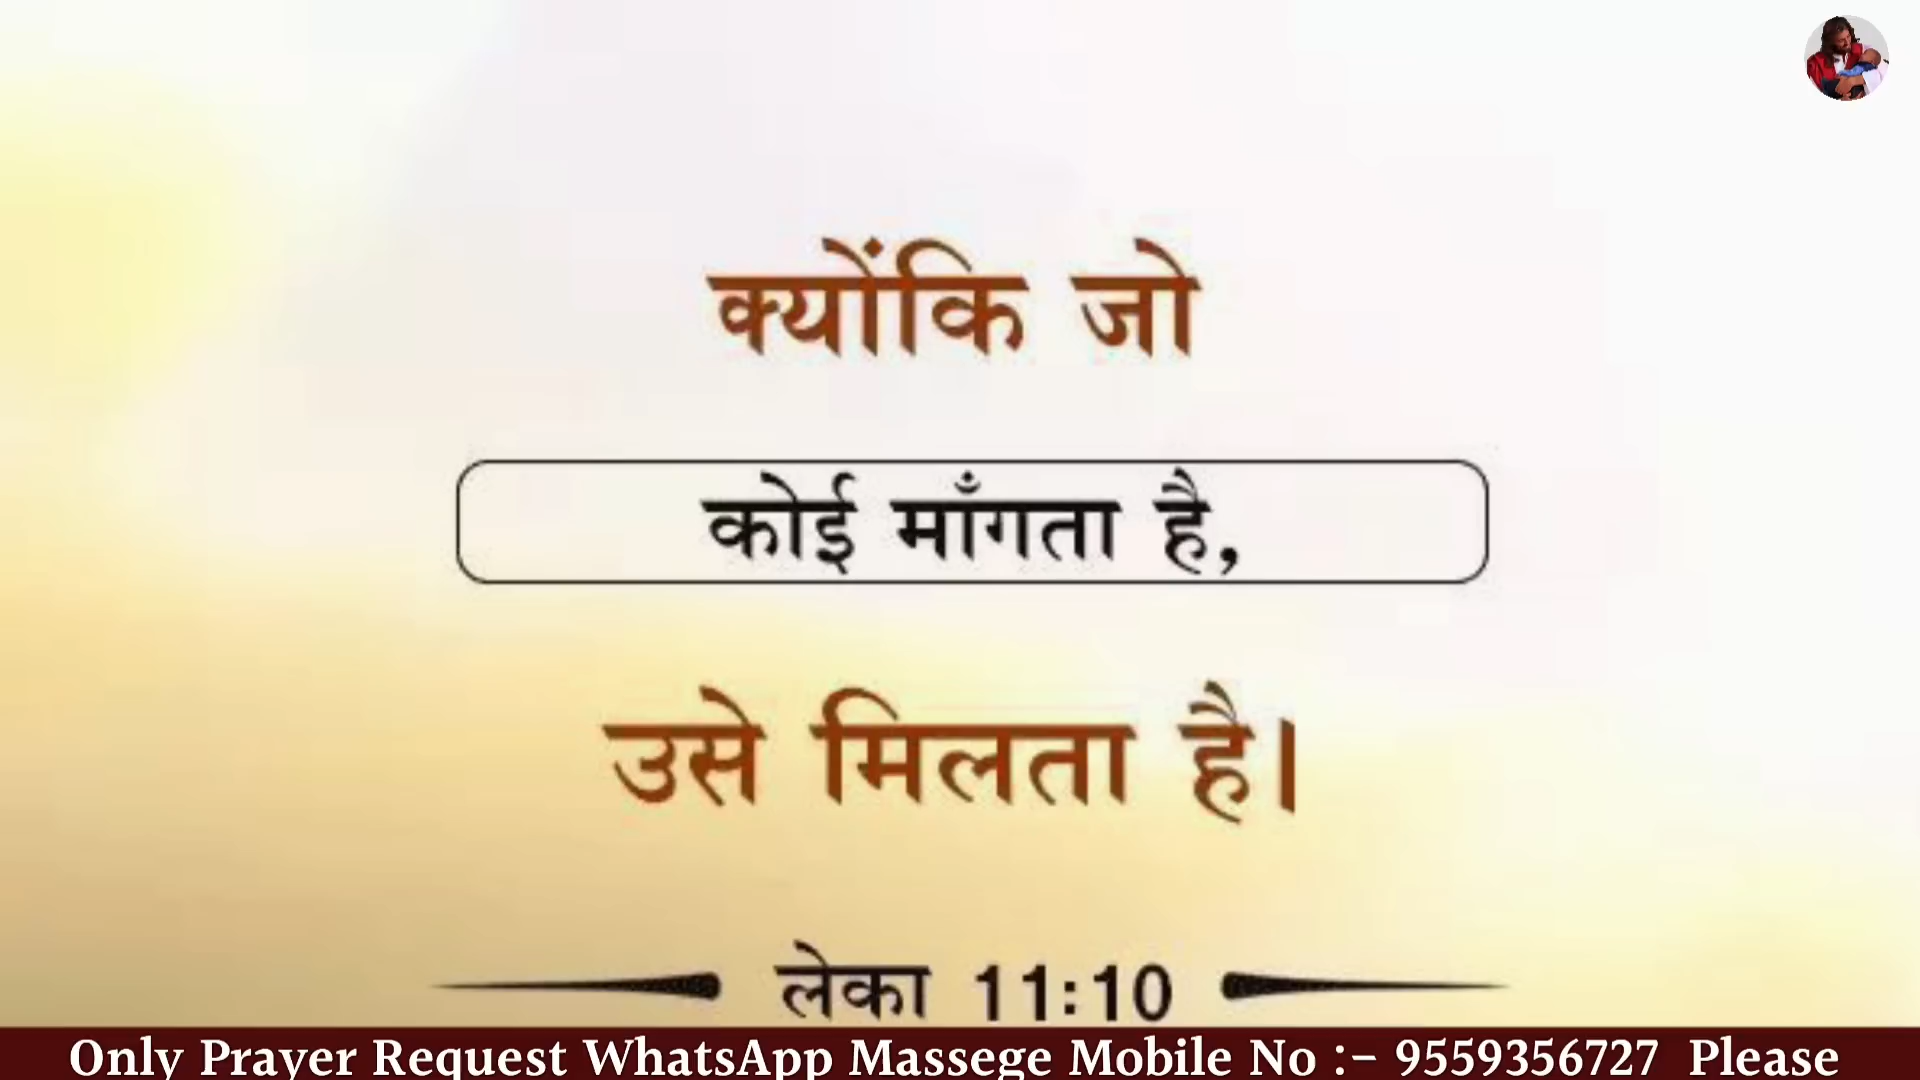 क्योंकि जो
कोई माँगता है,
उसे मिलता है।
लेका 11:10
Only Prayer Request WhatsApp Massege Mobile No :- 9559356727 Please